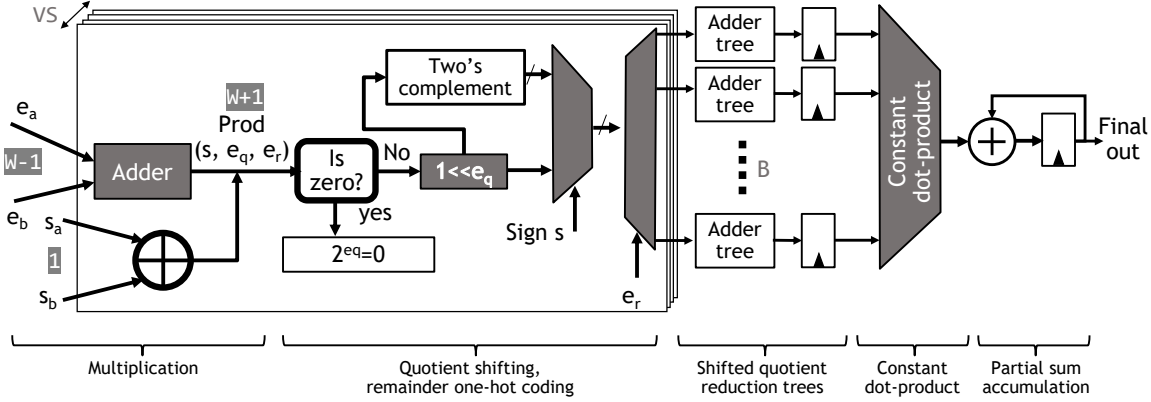 VS
e_a
W-1
e_b
Adder
s_a
1
s_b
W+1
Prod
(s, e_q, e_r)
Is
zero?
No
yes
2^eq=0
1<<e_q
Two's
complement
Sign s
e_r
Adder
tree
Adder
tree
B
Adder
tree
Constant
dot-product
Final
out
Multiplication
Quotient shifting,
remainder one-hot coding
Shifted quotient
reduction trees
Constant
dot-product
Partial sum
accumulation